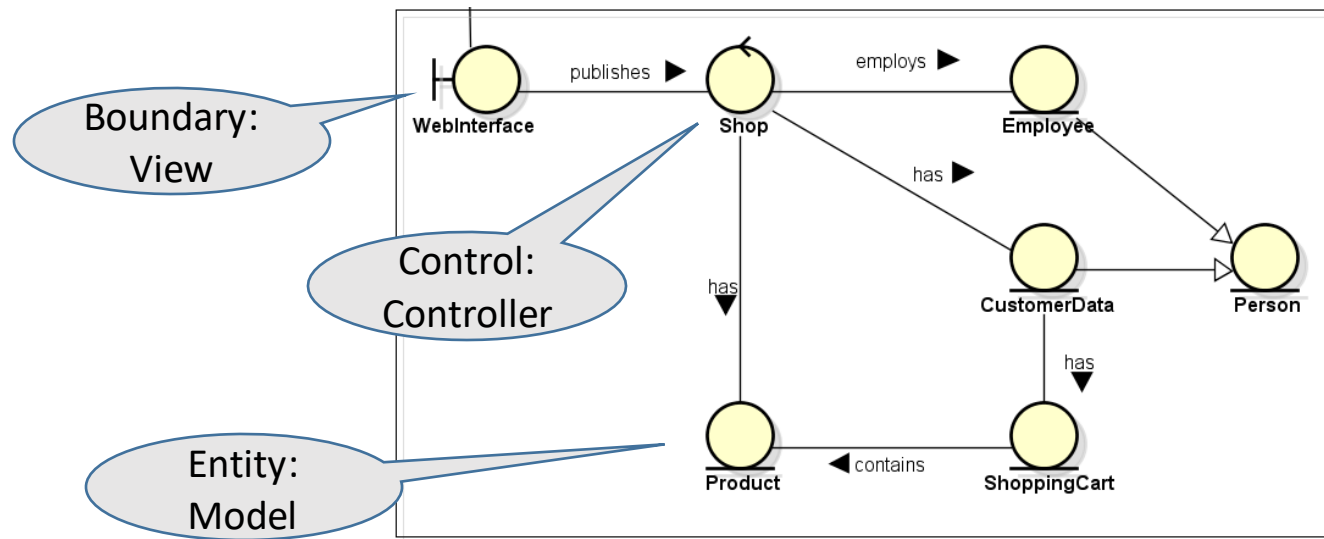 publishes
employs
Boundary:
View
WebInterface
Shop
Employee
has
Control:
Controller
has
CustomerData
Person
has
Entity:
Model
contains
Product
ShoppingCart